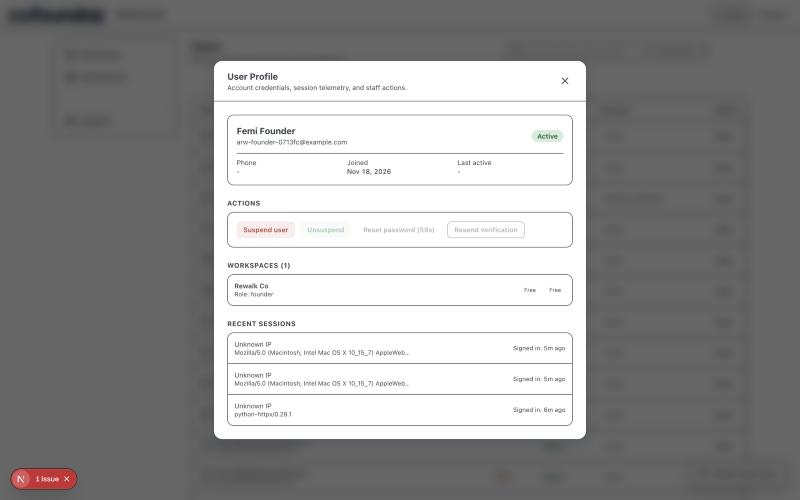 User Profile
Account credentials, session telemetry, and staff actions.
Femi Founder
arw-founder-0713fc@example.com
Active
Phone
Joined
Last active
-
Nov 18, 2026
-
ACTIONS
Suspend user
Unsuspend
Reset password (59s)
Resend verification
WORKSPACES (1)
Rewalk Co
Role: founder
Free
Free
RECENT SESSIONS
Unknown IP
Mozilla/5.0 (Macintosh; Intel Mac OS X 10_15_7) AppleWeb...
Signed in: 5m ago
Unknown IP
Mozilla/5.0 (Macintosh; Intel Mac OS X 10_15_7) AppleWeb...
Signed in: 5m ago
Unknown IP
python-httpx/0.28.1
Signed in: 6m ago
N
1 Issue